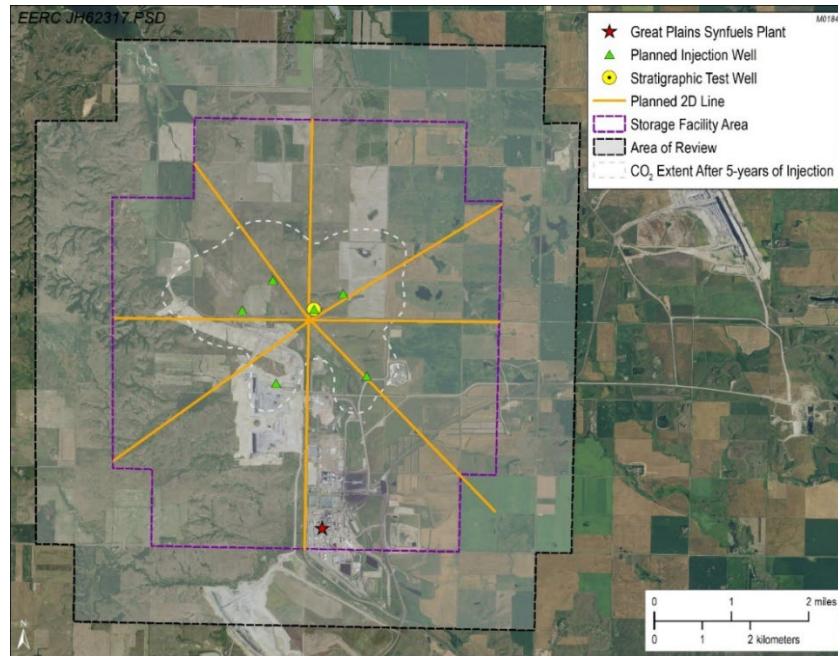 EERC JH62317.PSD
M0184
Great Plains Synfuels Plant
Planned Injection Well
Stratigraphic Test Well
Planned 2D Line
Storage Facility Area
Area of Review
CO₂ Extent After 5-years of Injection
0 1 2 miles
0 1 2 kilometers
N